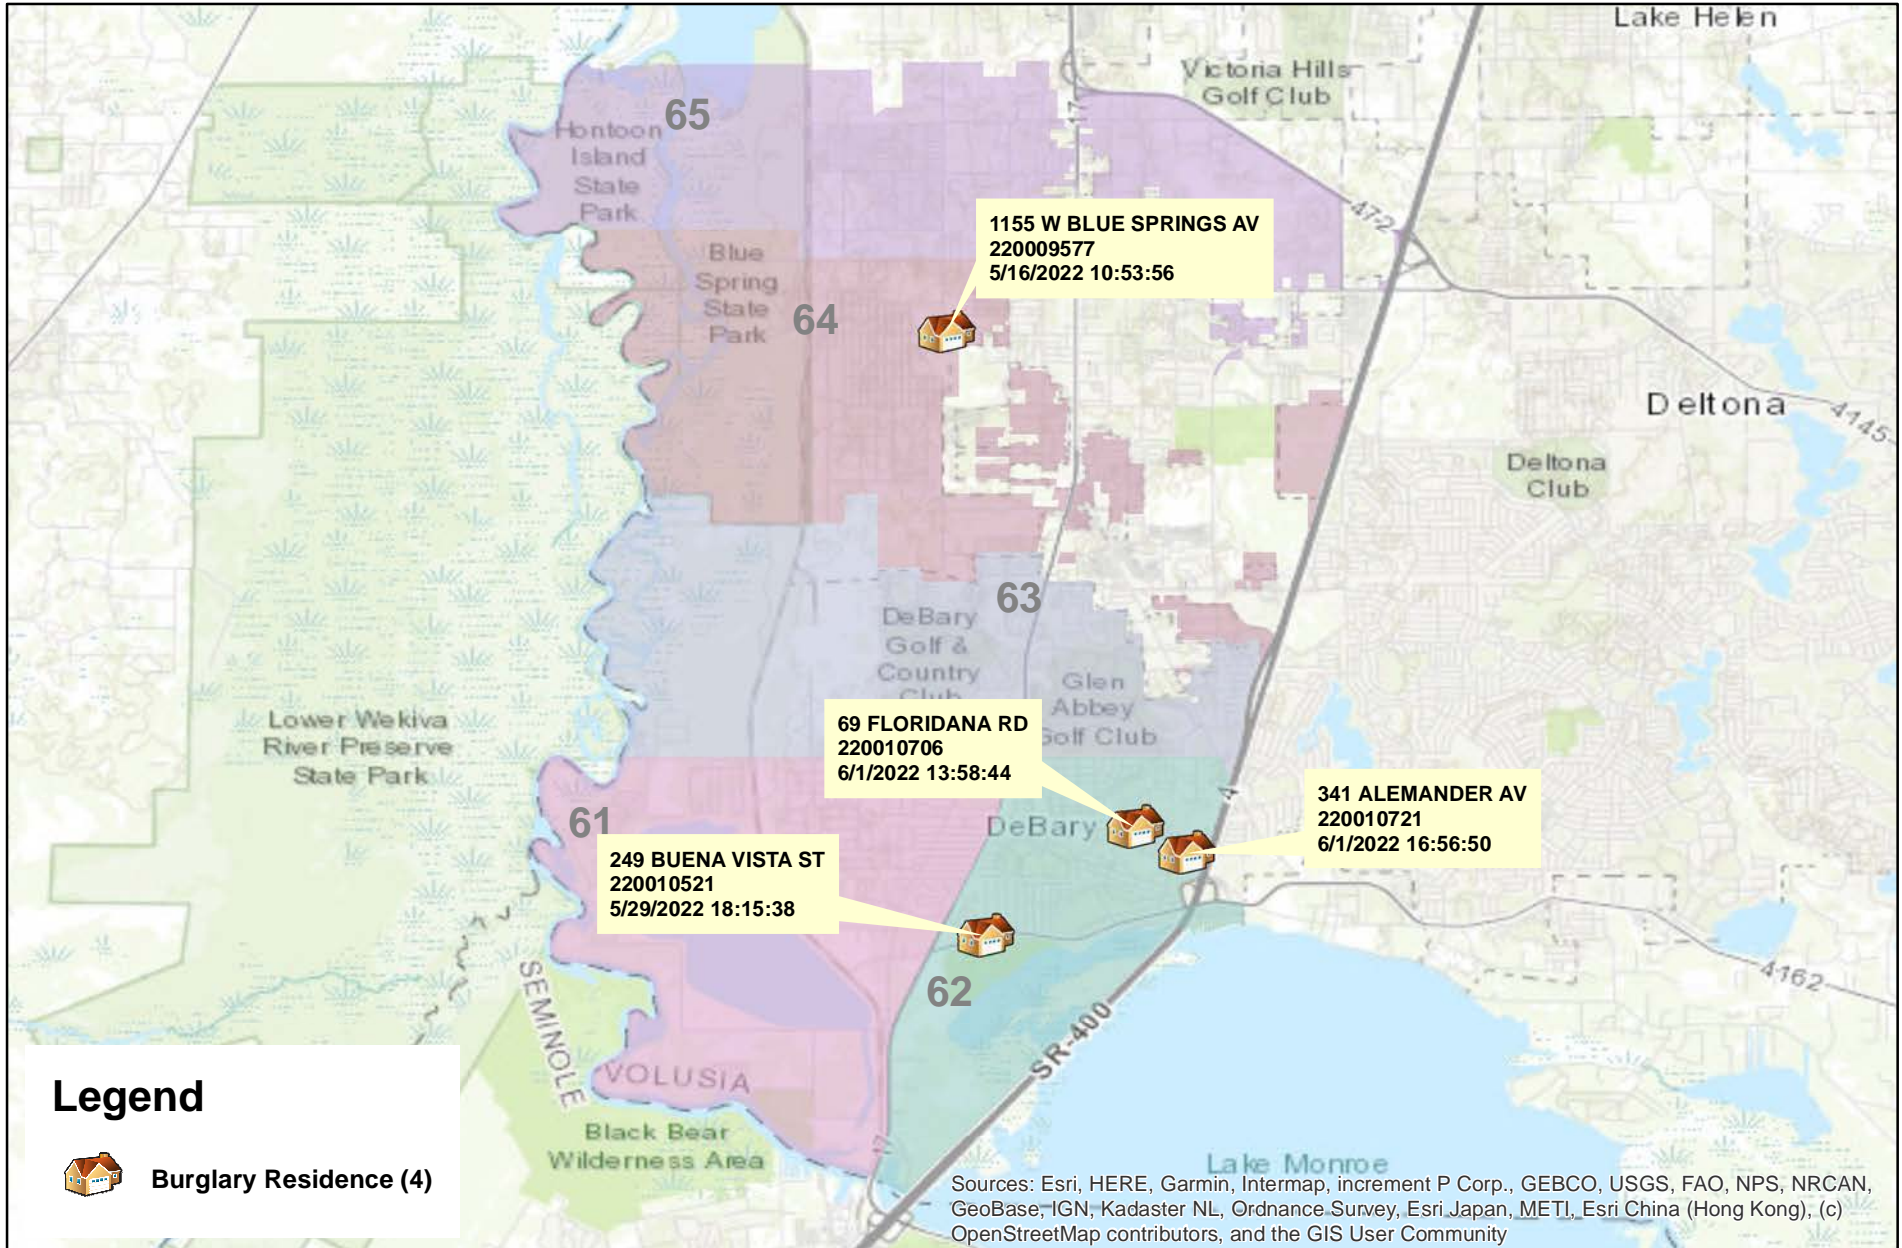 Lake Helen
Victoria Hills
Golf Club
65
17
Hontoon
Island
State
Park
472
1155 W BLUE SPRINGS AV
220009577
5/16/2022 10:53:56
Blue
Spring
State
Park
64
Deltona
4145
Deltona
Club
63
DeBary
Golf &
Country
Club
Glen
Abbey
Golf Club
Lower Wekiva
River Preserve
State Park
69 FLORIDANA RD
220010706
6/1/2022 13:58:44
4
341 ALEMANDER AV
220010721
6/1/2022 16:56:50
61
DeBary
249 BUENA VISTA ST
220010521
5/29/2022 18:15:38
62
4162
SEMINOLE
SR-400
VOLUSIA
Legend
Burglary Residence (4)
Black Bear
Wilderness Area
17
Lake Monroe
Sources: Esri, HERE, Garmin, Intermap, increment P Corp., GEBCO, USGS, FAO, NPS, NRCAN,
GeoBase, IGN, Kadaster NL, Ordnance Survey, Esri Japan, METI, Esri China (Hong Kong), (c)
OpenStreetMap contributors, and the GIS User Community